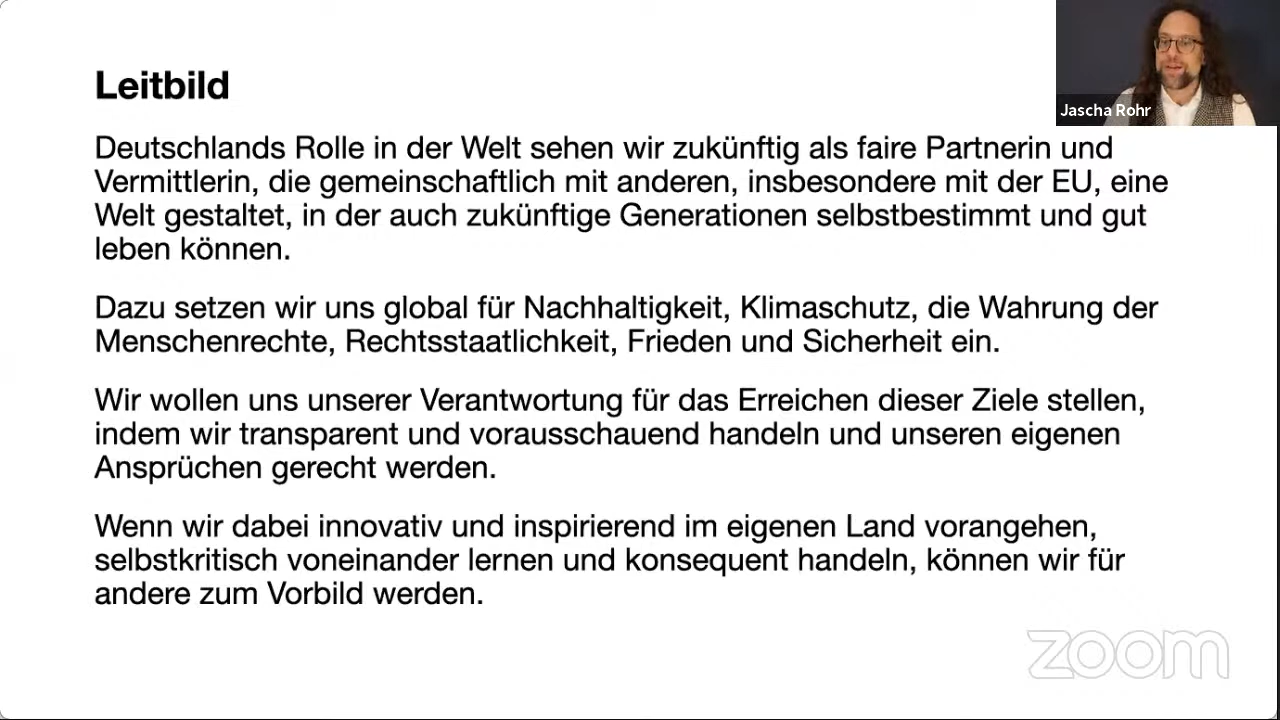 Leitbild
Jascha Rohr
Deutschlands Rolle in der Welt sehen wir zukünftig als faire Partnerin und
Vermittlerin, die gemeinschaftlich mit anderen, insbesondere mit der EU, eine
Welt gestaltet, in der auch zukünftige Generationen selbstbestimmt und gut
leben können.
Dazu setzen wir uns global für Nachhaltigkeit, Klimaschutz, die Wahrung der
Menschenrechte, Rechtsstaatlichkeit, Frieden und Sicherheit ein.
Wir wollen uns unserer Verantwortung für das Erreichen dieser Ziele stellen,
indem wir transparent und vorausschauend handeln und unseren eigenen
Ansprüchen gerecht werden.
Wenn wir dabei innovativ und inspirierend im eigenen Land vorangehen,
selbstkritisch voneinander lernen und konsequent handeln, können wir für
andere zum Vorbild werden.
zoom